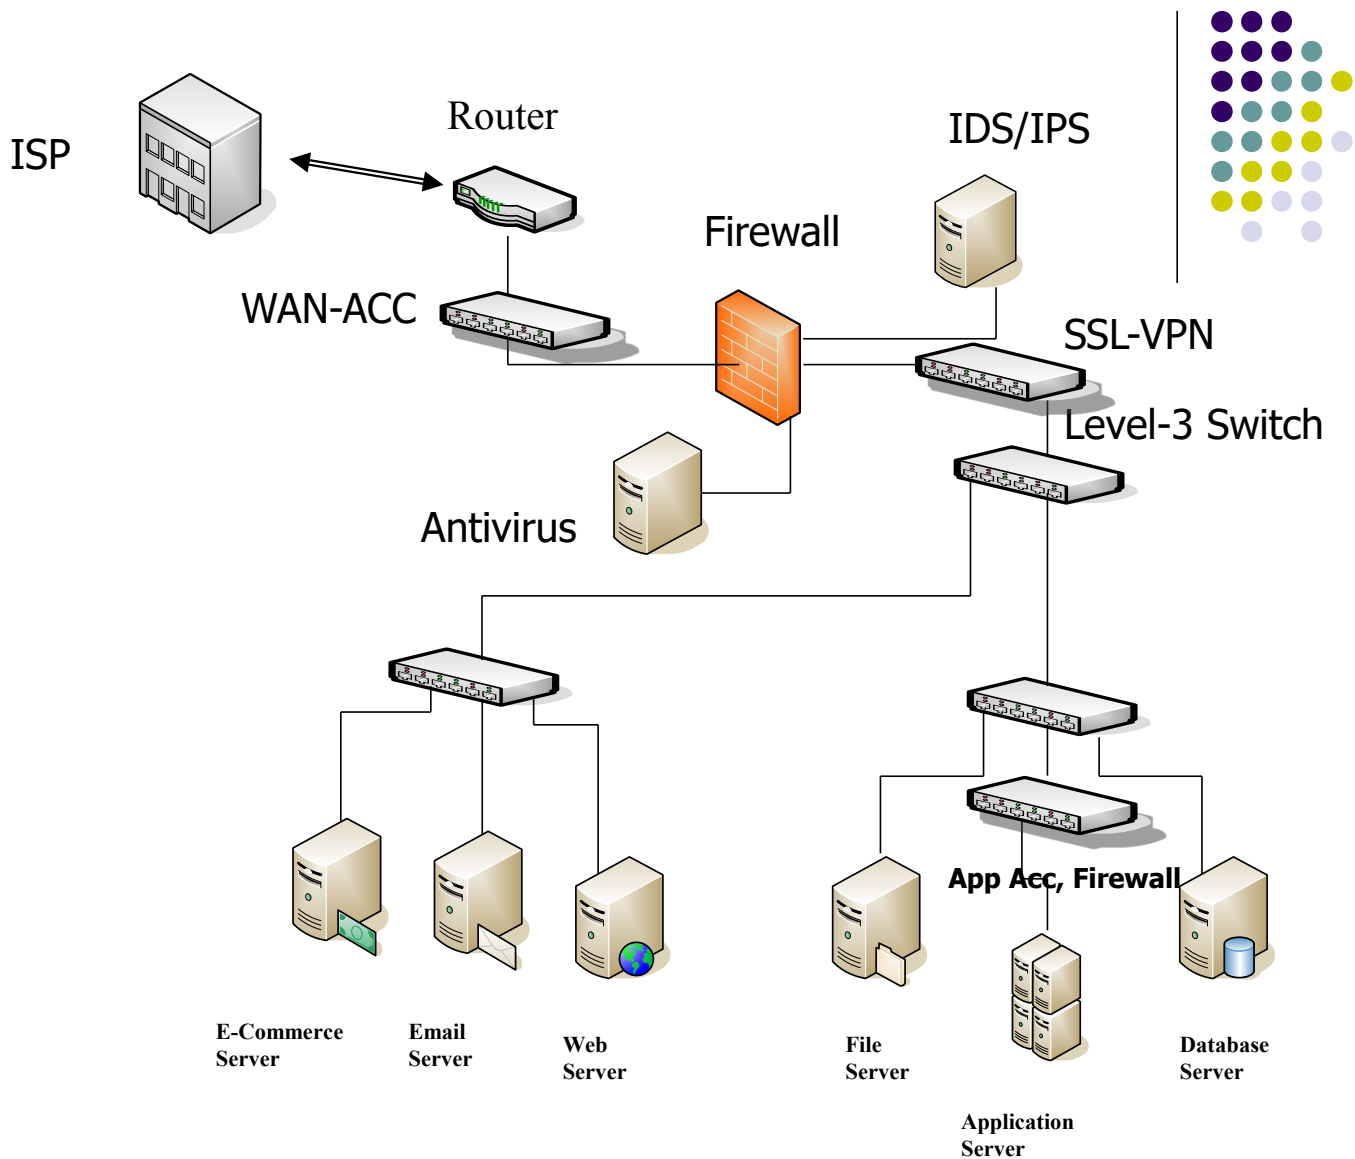 Router
IDS/IPS
ISP
Firewall
WAN-ACC
SSL-VPN
Level-3 Switch
Antivirus
App Acc, Firewall
E-Commerce
Server
Email
Server
Web
Server
File
Server
Database
Server
Application
Server